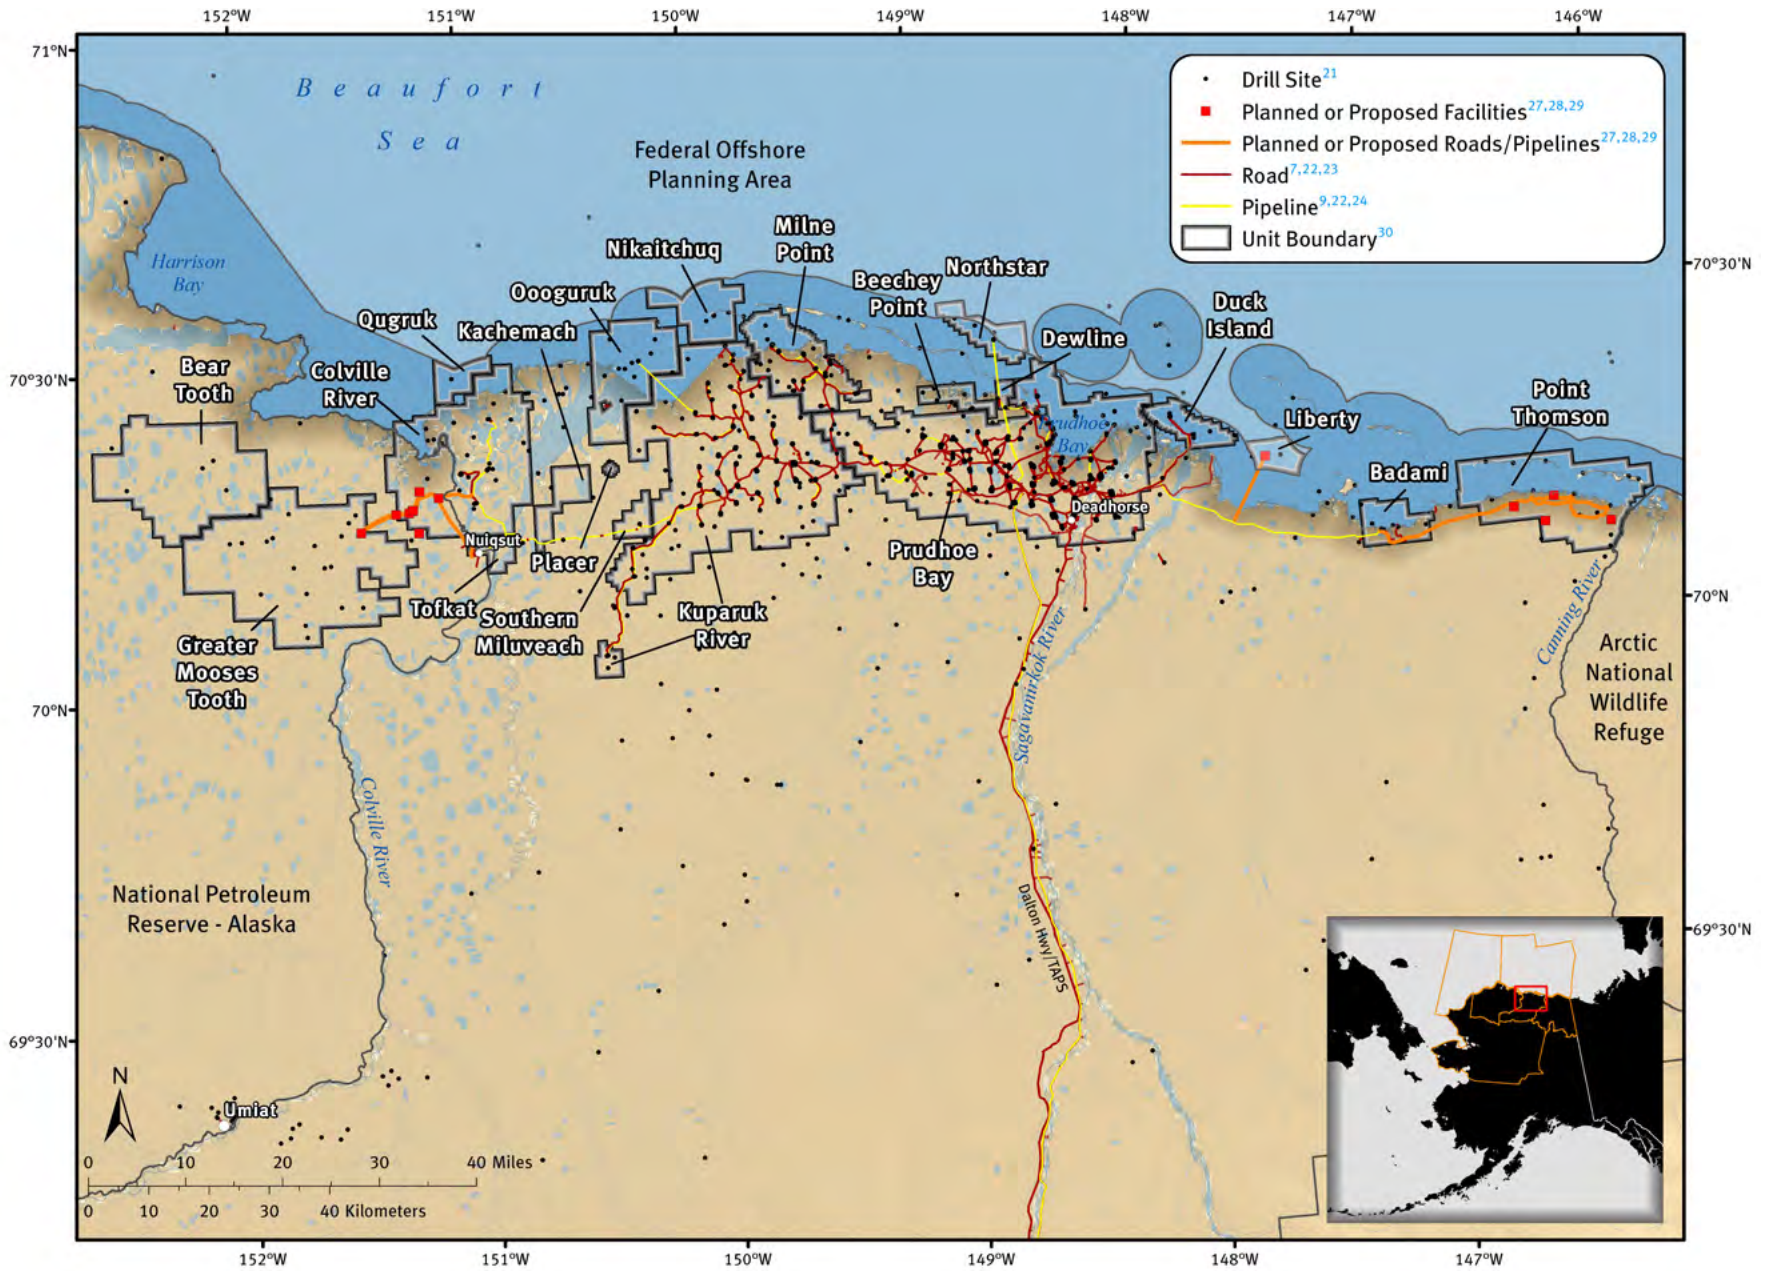 152°W 151°W 150°W 149°W 148°W 147°W 146°W
71°N
Beaufort
Sea
Drill Site21
Planned or Proposed Facilities27,28,29
Planned or Proposed Roads/Pipelines27,28,29
Road7,22,23
Pipeline9,22,24
Unit Boundary30
Federal Offshore
Planning Area
Harrison
Bay
70°30'N
Milne
Point
Nikaitchuq
Oooguruk
Qugruk
Kachemach
Beechey
Point
Northstar
Duck
Island
Dewline
Bear
Tooth
Colville
River
70°30'N
Prudhoe
Bay
Liberty
Point
Thomson
Badami
Deadhorse
Nuiqsut
Placer
Prudhoe
Bay
Tofkat
Southern
Miluveach
Kuparuk
River
70°N
Greater
Mooses
Tooth
Sagavanirkok River
Canning River
Arctic
National
Wildlife
Refuge
70°N
Colville River
National Petroleum
Reserve - Alaska
Dalton Hwy/TAPS
69°30'N
69°30'N
N
Umiat
0 10 20 30 40 Miles
0 10 20 30 40 Kilometers
152°W 151°W 150°W 149°W 148°W 147°W